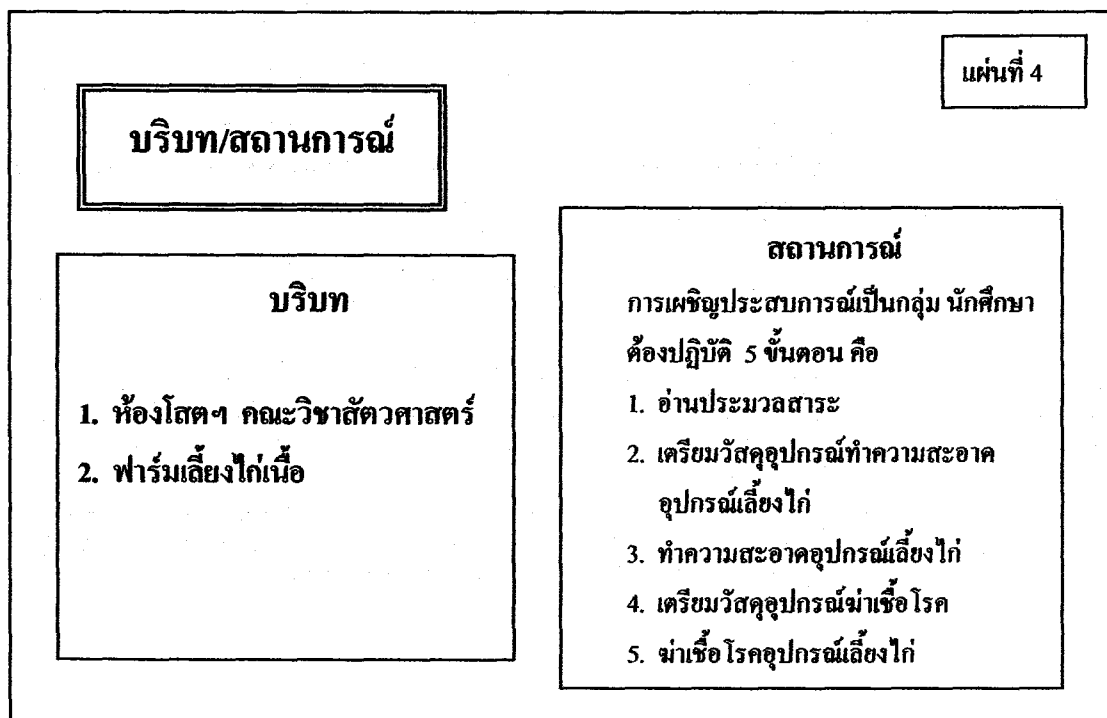 แผ่นที่ 4
บริบท/สถานการณ์
บริบท
1. ห้องโสตฯ คณะวิชาสัตวศาสตร์
2. ฟาร์มเลี้ยงไก่เนื้อ
สถานการณ์
การเผชิญประสบการณ์เป็นกลุ่ม นักศึกษา
ต้องปฏิบัติ 5 ขั้นตอน คือ
1. อ่านประมวลสาระ
2. เตรียมวัสดุอุปกรณ์ทำความสะอาด
อุปกรณ์เลี้ยงไก่
3. ทำความสะอาดอุปกรณ์เลี้ยงไก่
4. เตรียมวัสดุอุปกรณ์ฆ่าเชื้อโรค
5. ฆ่าเชื้อโรคอุปกรณ์เลี้ยงไก่